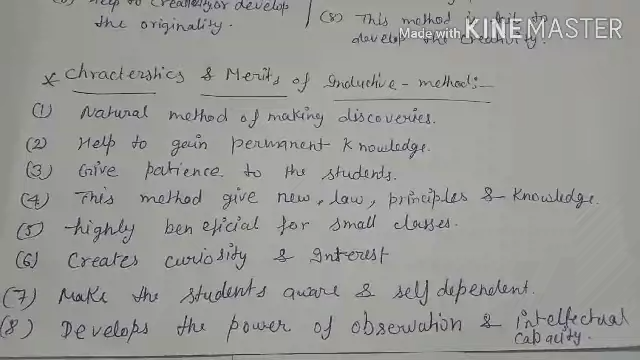 Help to creativity or develop
the originality.
(8) This method is
develop the creativity.
Made with KINEMASTER
* Chracterstics & Merits of Inductive - method :-
(1) Natural method of making discoveries.
(2) Help to gain permanent knowledge.
(3) Give patience to the students.
(4) This method give new, law, principles & knowledge.
(5) highly beneficial for small classes.
(6) Creates curiosity & Interest
(7) Make the students aware & self dependent.
(8) Develops the power of observation & intellectual
capacity.